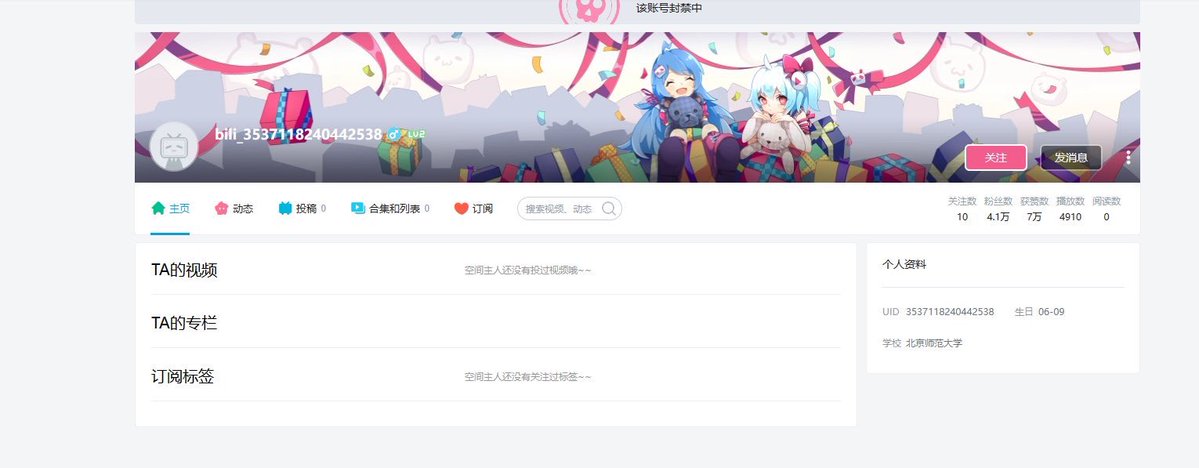 该账号封禁中
bili_3537118240442538 LV2
关注 发消息
主页 动态 投稿 0 合集和列表 0 订阅 搜索视频、动态
关注数 粉丝数 获赞数 播放数 阅读数
10 4.1万 7万 4910 0
TA的视频 空间主人还没有投过视频哦~~
TA的专栏
订阅标签 空间主人还没有关注过标签~~
个人资料
UID 3537118240442538 生日 06-09
学校 北京师范大学